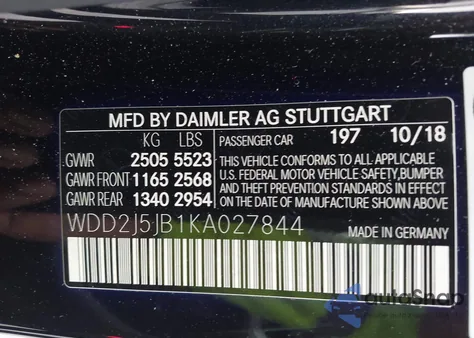 MFD BY DAIMLER AG STUTTGART
KG LBS PASSENGER CAR 197 10/18
GVWR 2505 5523 THIS VEHICLE CONFORMS TO ALL APPLICABLE
GAWR FRONT 1165 2568 U.S. FEDERAL MOTOR VEHICLE SAFETY,BUMPER
GAWR REAR 1340 2954 AND THEFT PREVENTION STANDARDS IN EFFECT
ON THE DATE OF MANUFACTURE SHOWN ABOVE.
WDD2J5JB1KA027844 MADE IN GERMANY
autoShop